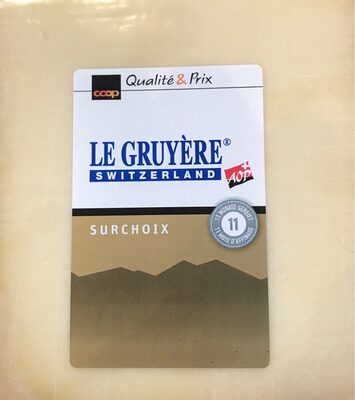 coop Qualité & Prix
LE GRUYÈRE®
SWITZERLAND
AOP
SURCHOIX
11 MONATE GEREIFT
11
11 MOIS D'AFFINAGE